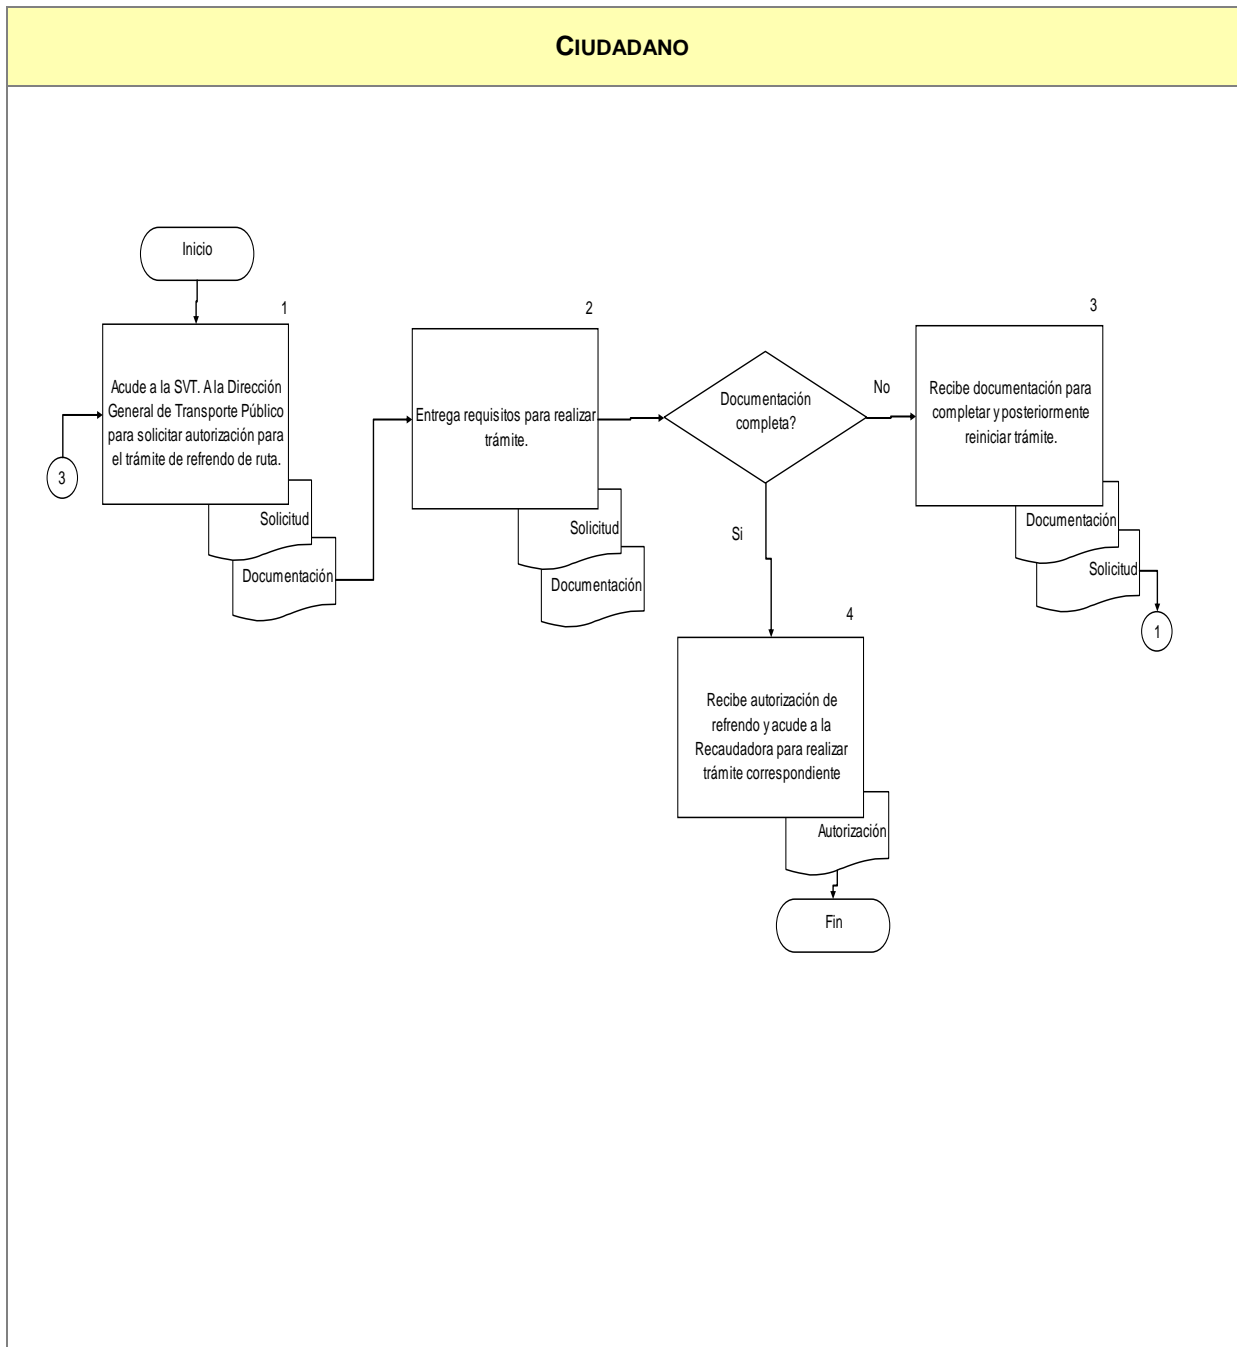 CIUDADANO
Inicio
1
Acude a la SVT. A la Dirección
General de Transporte Público
para solicitar autorización para
el trámite de refrendo de ruta.
3
Solicitud
Documentación
2
Entrega requisitos para realizar
trámite.
Solicitud
Documentación
Documentación
completa?
No
Si
3
Recibe documentación para
completar y posteriormente
reiniciar trámite.
Documentación
Solicitud
1
4
Recibe autorización de
refrendo y acude a la
Recaudadora para realizar
trámite correspondiente
Autorización
Fin